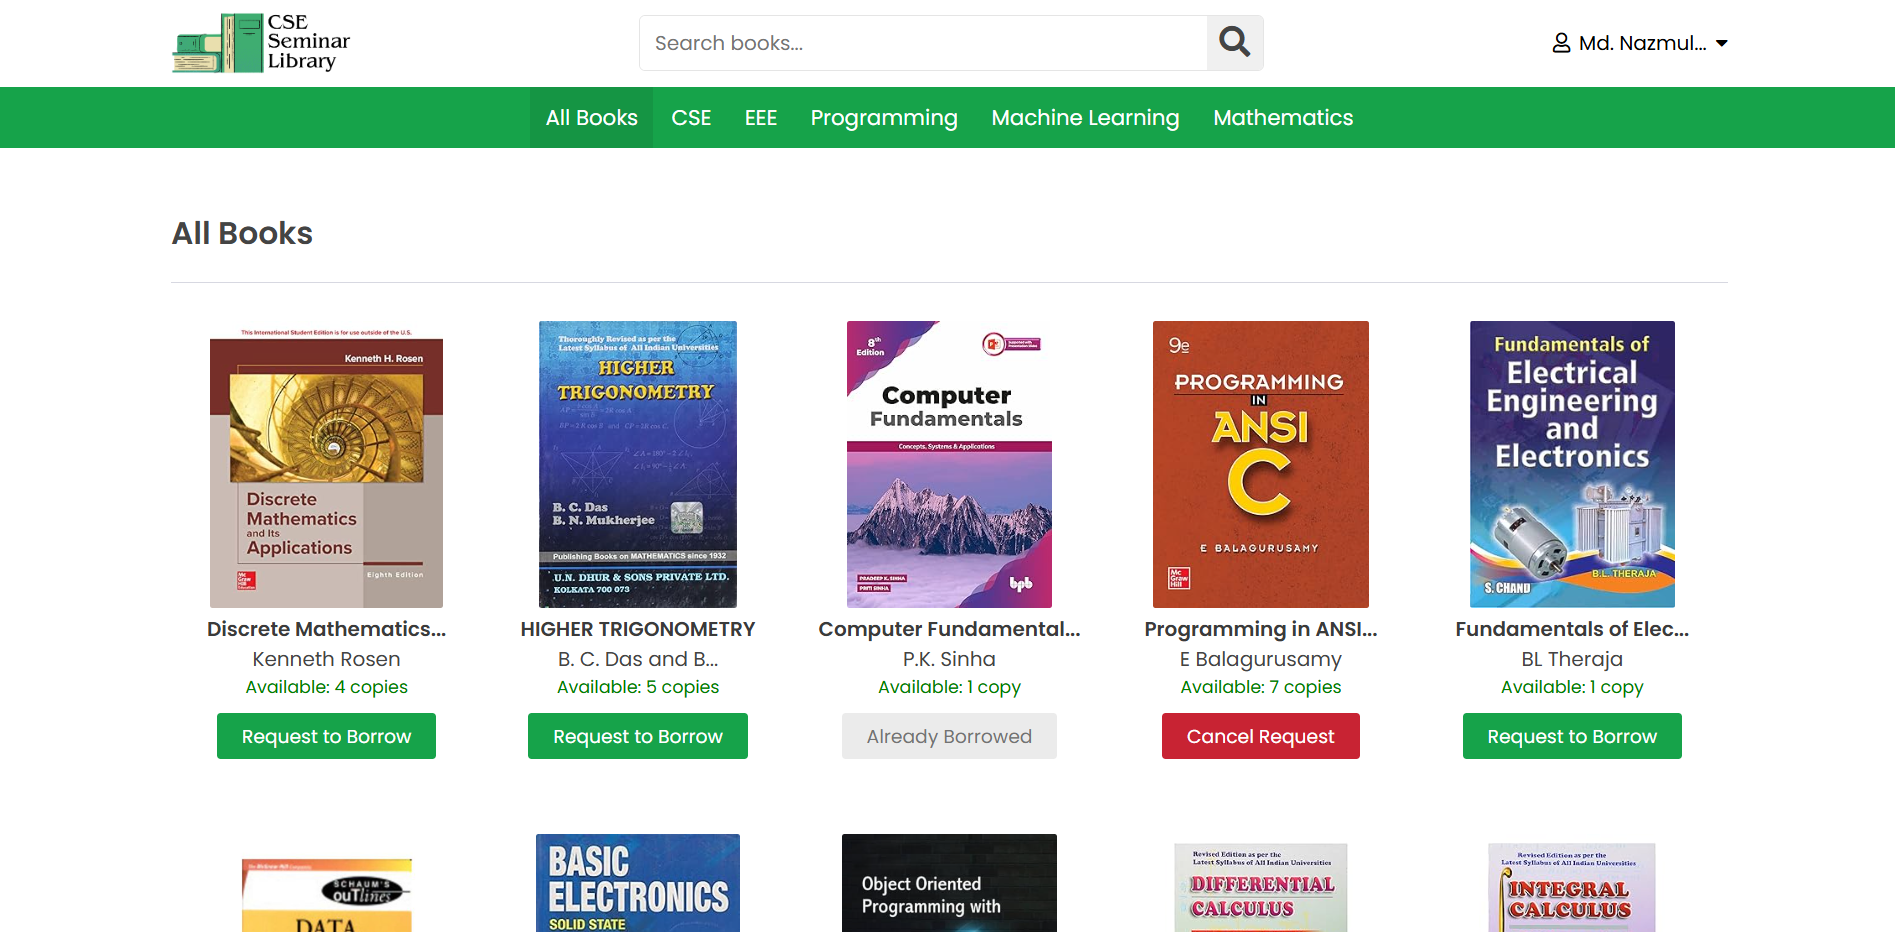 CSE
Seminar
Library
Search books...
Md. Nazmul...
All Books
CSE
EEE
Programming
Machine Learning
Mathematics
All Books
This International Student Edition is for use outside of the U.S.
Kenneth H. Rosen
Discrete
Mathematics
and Its
Applications
Mc
Graw
Hill
Eighth Edition
Discrete Mathematics...
Kenneth Rosen
Available: 4 copies
Request to Borrow
Thoroughly Revised as per the
Latest Syllabus of All Indian Universities
HIGHER
TRIGONOMETRY
B. C. Das
B. N. Mukherjee
Publishing Books on MATHEMATICS since 1932
U.N. DHUR & SONS PRIVATE LTD.
KOLKATA 700 073
HIGHER TRIGONOMETRY
B. C. Das and B...
Available: 5 copies
Request to Borrow
8th
Edition
Computer
Fundamentals
Concepts, Systems & Applications
PRADEEP K. SINHA
PRITI SINHA
bpb
Computer Fundamental...
P.K. Sinha
Available: 1 copy
Already Borrowed
9e
PROGRAMMING
IN
ANSI
C
E BALAGURUSAMY
Mc
Graw
Hill
Programming in ANSI...
E Balagurusamy
Available: 7 copies
Cancel Request
Fundamentals of
Electrical
Engineering
and
Electronics
B.L. THERAJA
S. CHAND
Fundamentals of Elec...
BL Theraja
Available: 1 copy
Request to Borrow
SCHAUM'S
ouTlines
DATA
BASIC
ELECTRONICS
SOLID STATE
Object Oriented
Programming with
Revised Edition as per the
Latest Syllabus of All Indian Universities
DIFFERENTIAL
CALCULUS
Revised Edition as per the
Latest Syllabus of All Indian Universities
INTEGRAL
CALCULUS